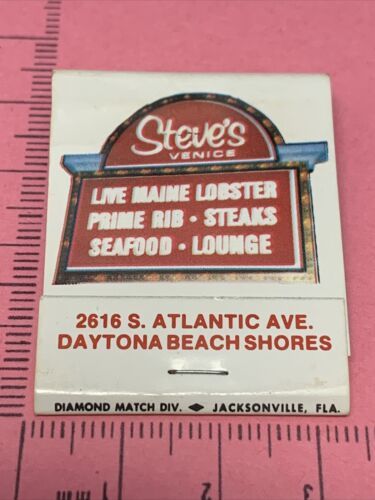 Steve's
VENICE
LIVE MAINE LOBSTER
PRIME RIB • STEAKS
SEAFOOD • LOUNGE
2616 S. ATLANTIC AVE.
DAYTONA BEACH SHORES
DIAMOND MATCH DIV. ◆ JACKSONVILLE, FLA.